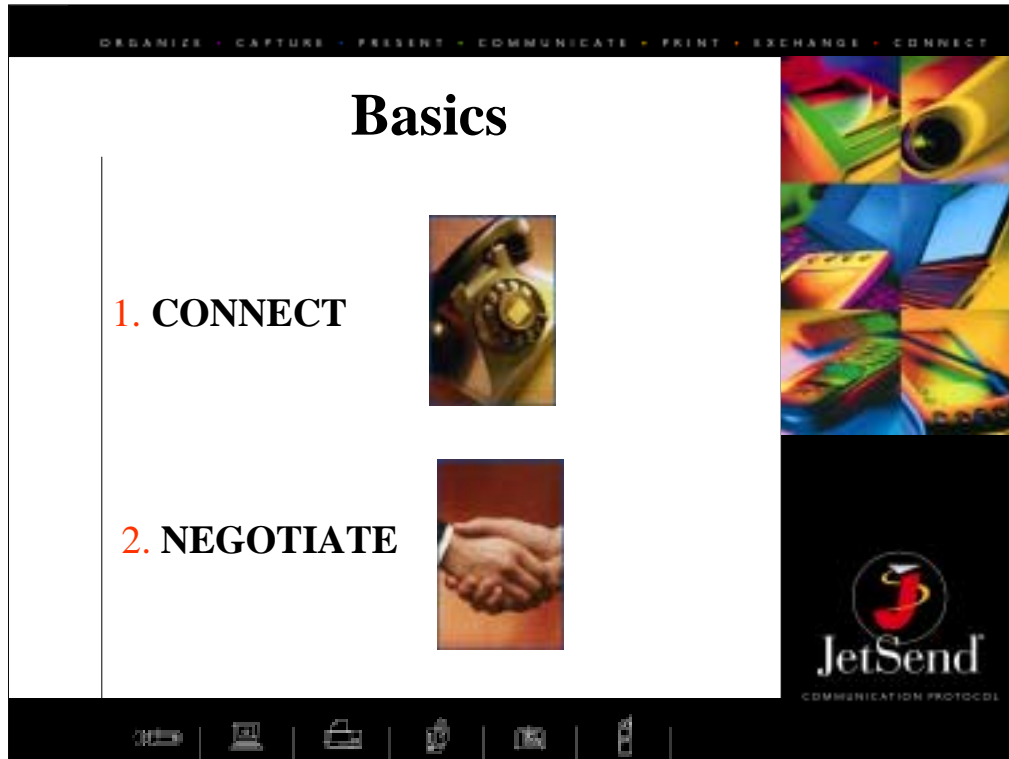 ORGANIZE • CAPTURE • PRESENT • COMMUNICATE • PRINT • EXCHANGE • CONNECT
Basics
1. CONNECT
2. NEGOTIATE
JetSend
COMMUNICATION PROTOCOL